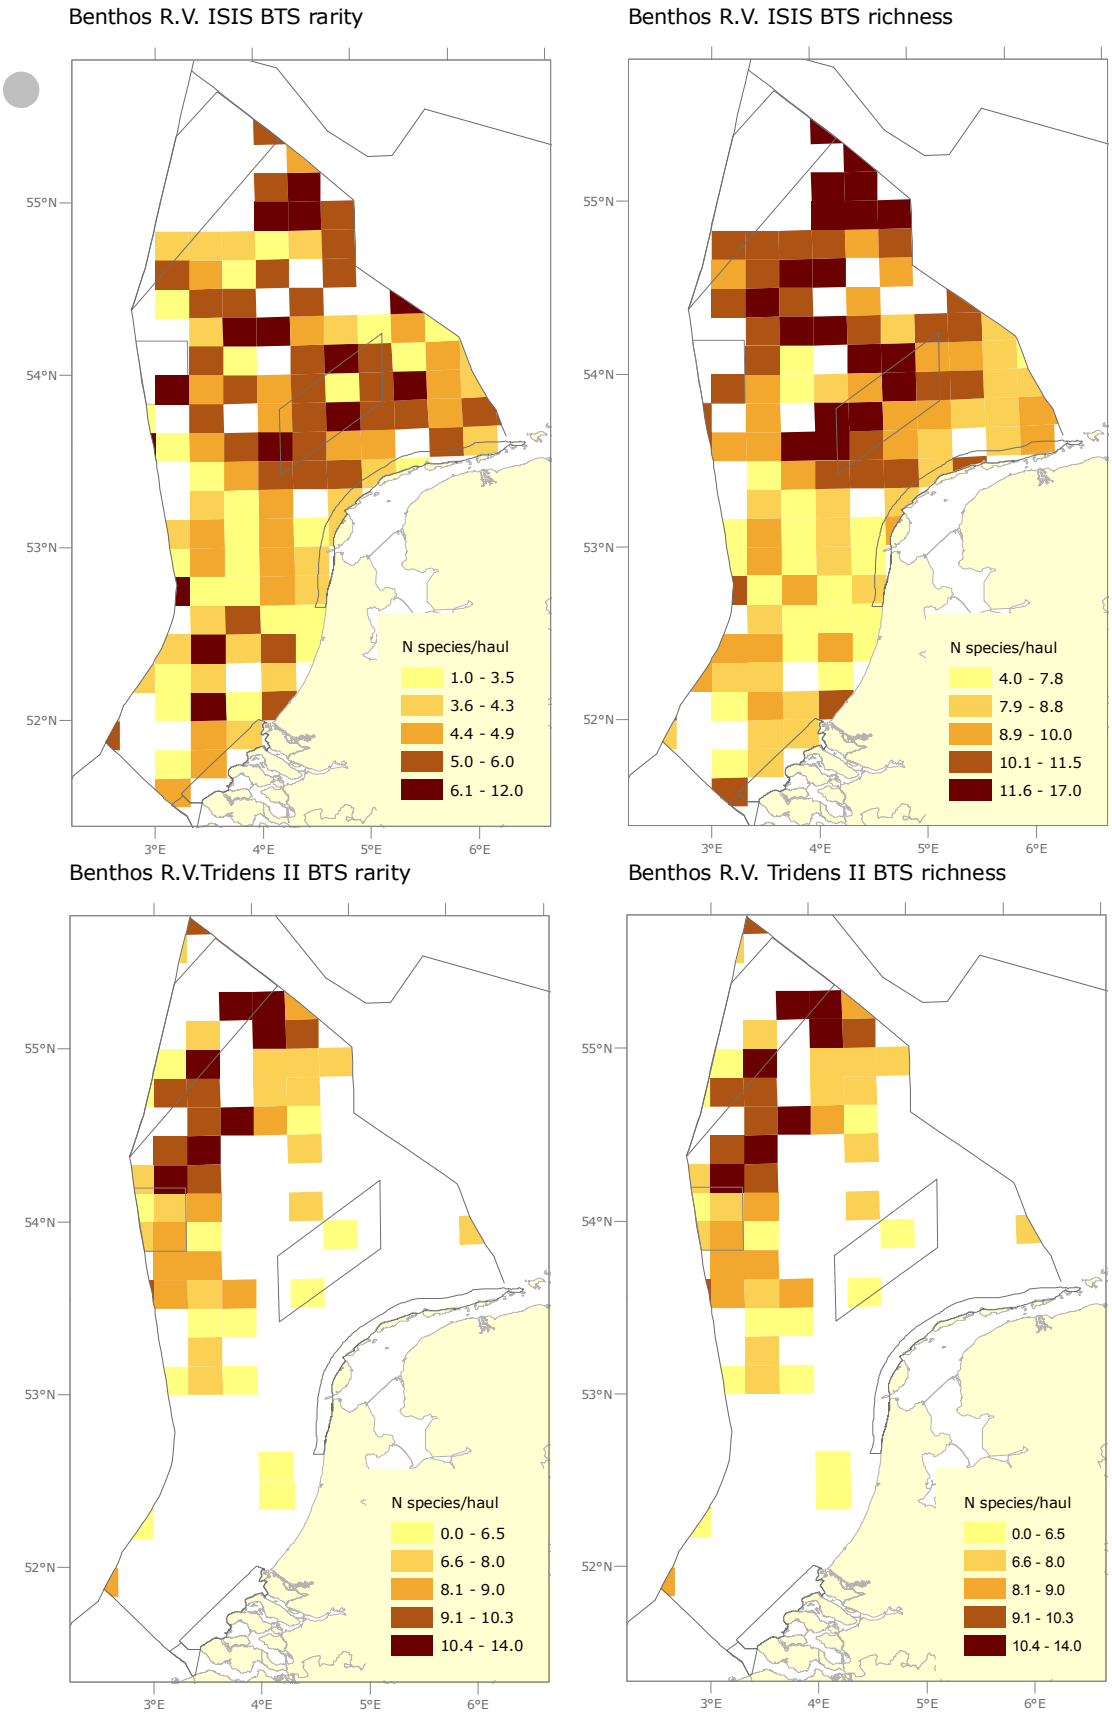 Benthos R.V. ISIS BTS rarity
Benthos R.V. ISIS BTS richness
55°N
54°N
53°N
52°N
3°E
4°E
5°E
6°E
N species/haul
1.0 - 3.5
3.6 - 4.3
4.4 - 4.9
5.0 - 6.0
6.1 - 12.0
55°N
54°N
53°N
52°N
3°E
4°E
5°E
6°E
N species/haul
4.0 - 7.8
7.9 - 8.8
8.9 - 10.0
10.1 - 11.5
11.6 - 17.0
Benthos R.V.Tridens II BTS rarity
Benthos R.V. Tridens II BTS richness
55°N
54°N
53°N
52°N
3°E
4°E
5°E
6°E
N species/haul
0.0 - 6.5
6.6 - 8.0
8.1 - 9.0
9.1 - 10.3
10.4 - 14.0
55°N
54°N
53°N
52°N
3°E
4°E
5°E
6°E
N species/haul
0.0 - 6.5
6.6 - 8.0
8.1 - 9.0
9.1 - 10.3
10.4 - 14.0